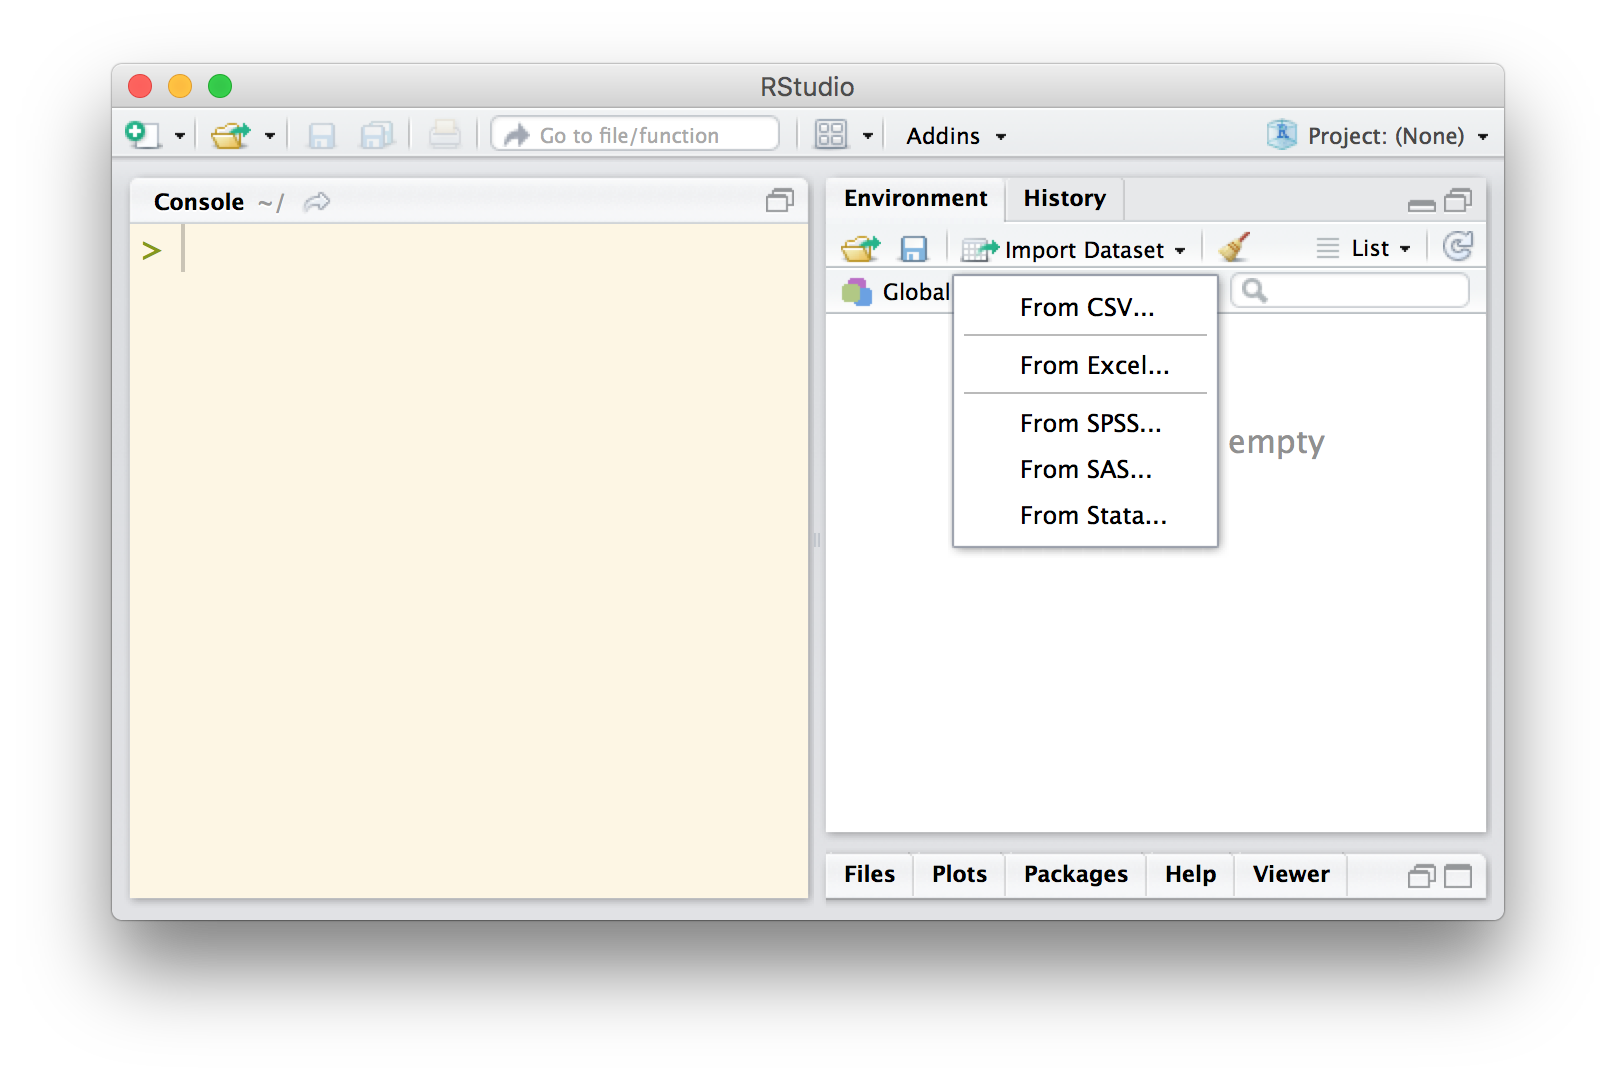 RStudio
Go to file/function
Addins
R Project: (None)
Console ~/
>
Environment History
Import Dataset
List
Global
From CSV...
From Excel...
From SPSS...
From SAS...
From Stata...
empty
Files Plots Packages Help Viewer